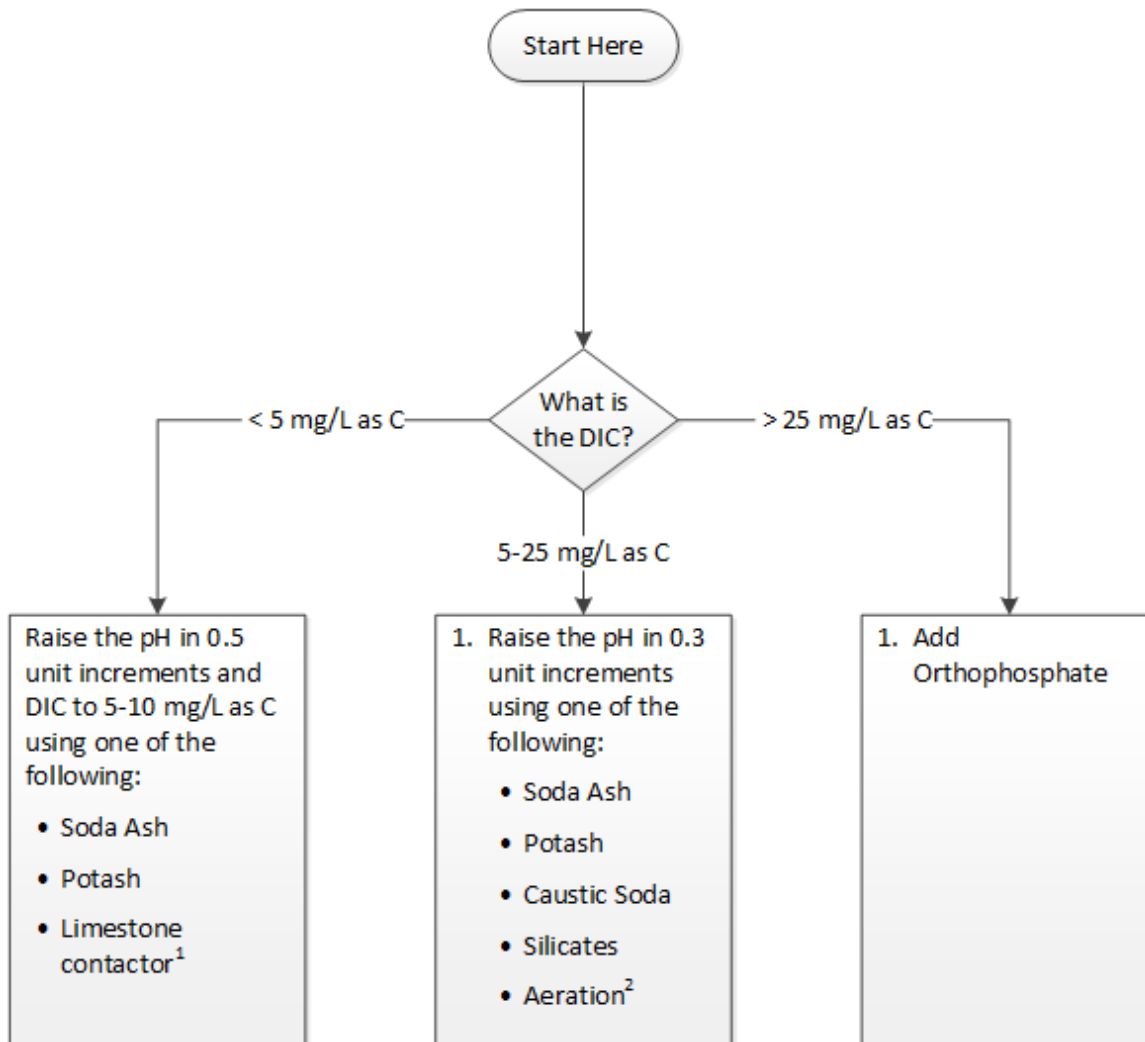 Start Here
What is
the DIC?
< 5 mg/L as C
> 25 mg/L as C
5-25 mg/L as C
Raise the pH in 0.5
unit increments and
DIC to 5-10 mg/L as C
using one of the
following:
• Soda Ash
• Potash
• Limestone
contactor¹
1. Raise the pH in 0.3
unit increments
using one of the
following:
• Soda Ash
• Potash
• Caustic Soda
• Silicates
• Aeration²
1. Add
Orthophosphate